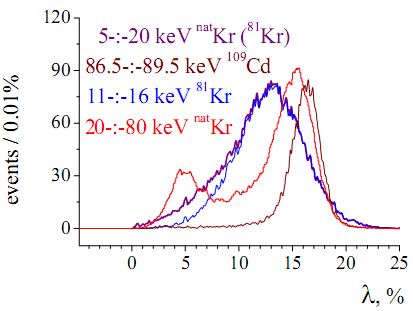 120
5-:-20 keV natKr (81Kr)
86.5-:-89.5 keV 109Cd
90
11-:-16 keV 81Kr
20-:-80 keV natKr
60
30
0
events / 0.01%
0 5 10 15 20 25
λ, %